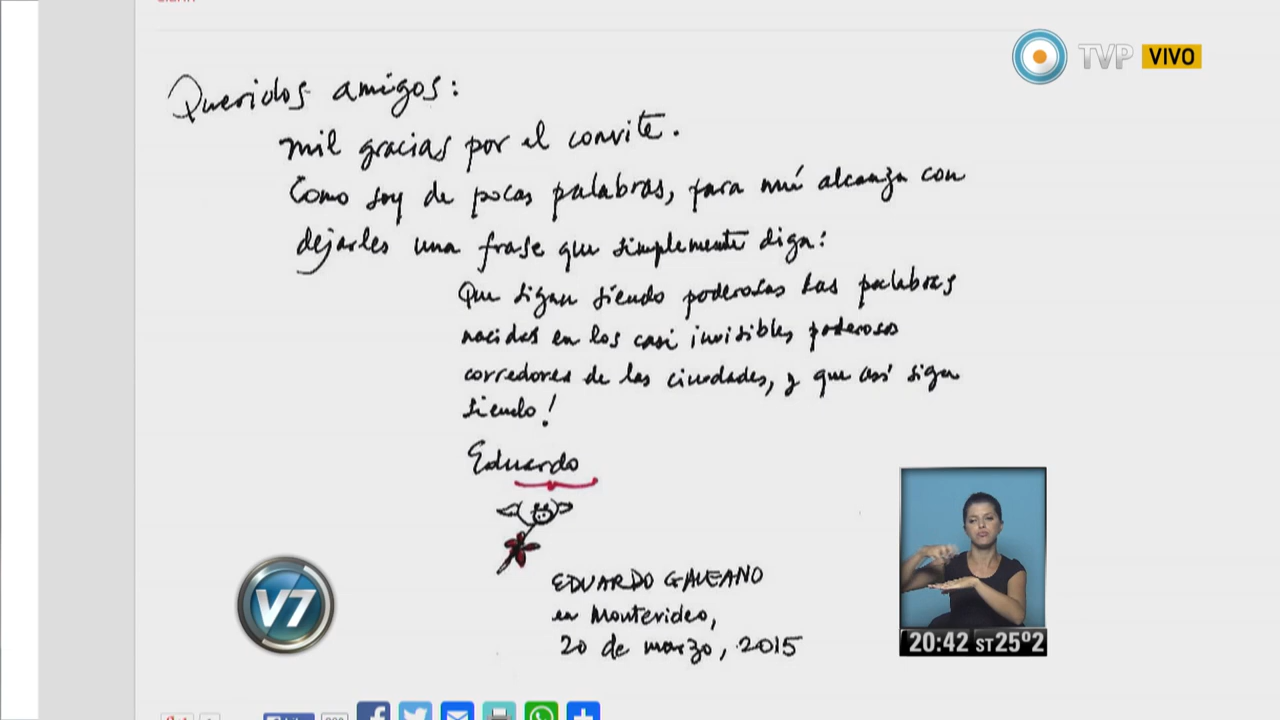 TVP VIVO
Queridos amigos:
mil gracias por el convite.
Como soy de pocas palabras, para mí alcanza con
dejarles una frase que simplemente diga:
Que sigan siendo poderosas las palabras
nacidas en los casi invisibles poderosos
corredores de las ciudades, y que así sigan
siendo!
Eduardo
EDUARDO GALEANO
en Montevideo,
20 de marzo, 2015
V7
20:42 ST25º2